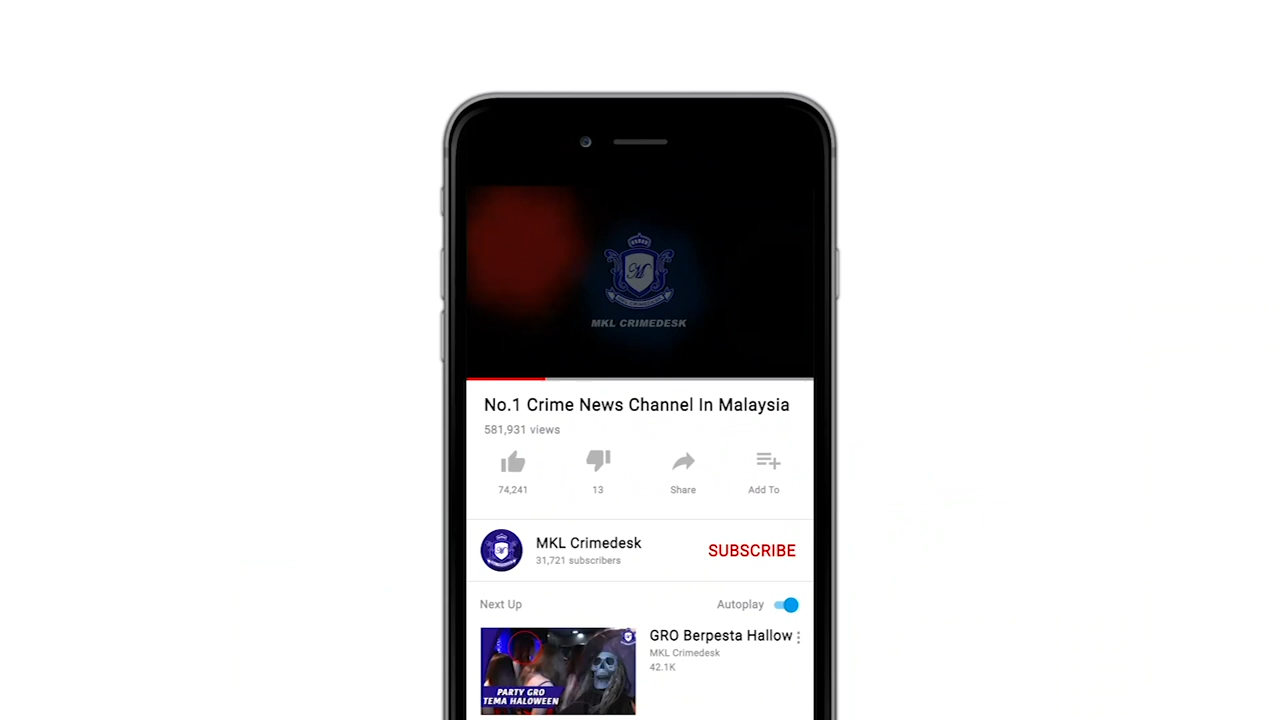 MKL CRIMEDESK
No.1 Crime News Channel In Malaysia
581,931 views
74,241
13
Share
Add To
MKL Crimedesk
31,721 subscribers
SUBSCRIBE
Next Up
Autoplay
GRO Berpesta Hallow
MKL Crimedesk
42.1K
PARTY GRO
TEMA HALOWEEN